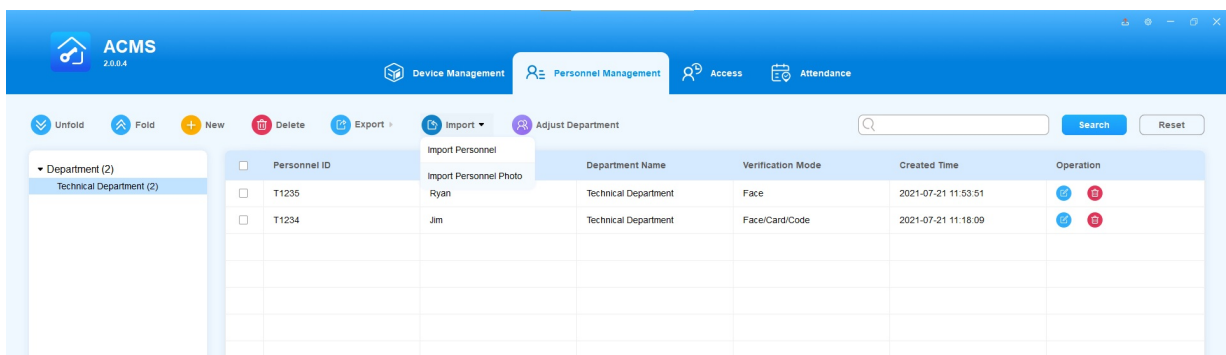 ACMS
2.0.0.4
Device Management Personnel Management Access Attendance
Unfold Fold New Delete Export Import Adjust Department Search Reset
Import Personnel
Import Personnel Photo
Department (2)
Technical Department (2)
Personnel ID Department Name Verification Mode Created Time Operation
T1235 Ryan Technical Department Face 2021-07-21 11:53:51
T1234 Jim Technical Department Face/Card/Code 2021-07-21 11:18:09